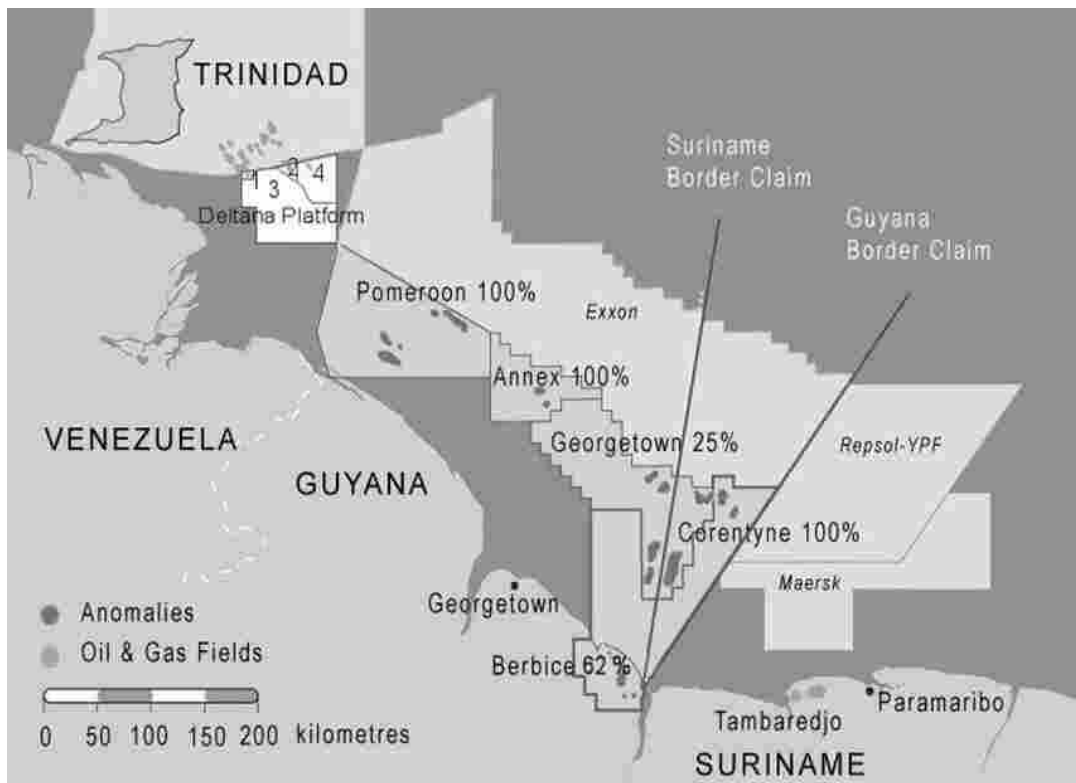 TRINIDAD
Suriname
Border Claim
1 2 4
3
Deltana Platform
Guyana
Border Claim
Pomeroon 100%
Exxon
Annex 100%
VENEZUELA
Georgetown 25%
Repsol-YPF
GUYANA
Corentyne 100%
Maersk
Georgetown
Anomalies
Oil & Gas Fields
Berbice 62%
0 50 100 150 200 kilometres
Tambaredjo
Paramaribo
SURINAME